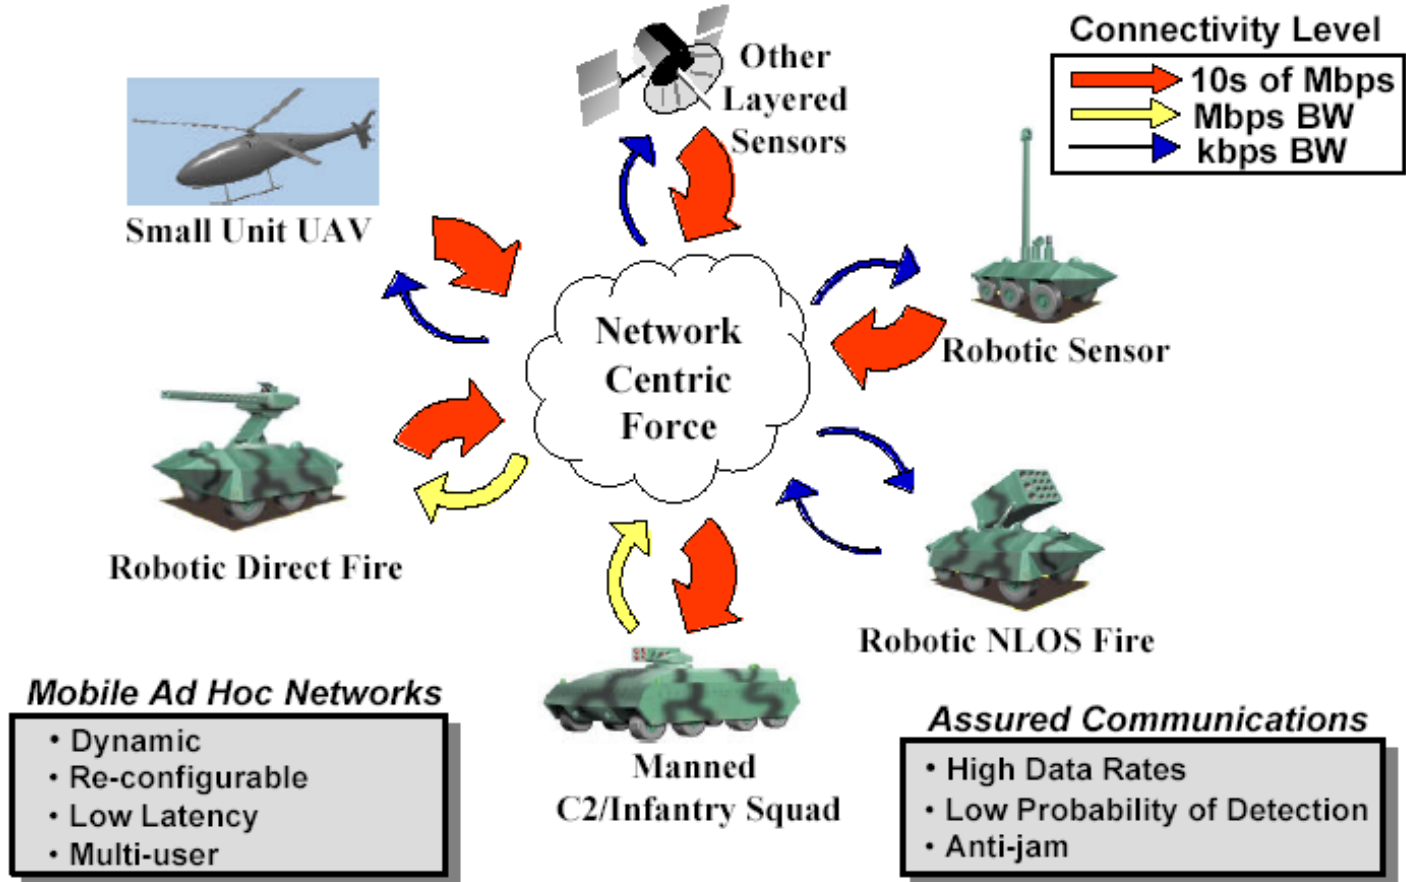 Connectivity Level
10s of Mbps
Mbps BW
kbps BW
Other
Layered
Sensors
Small Unit UAV
Robotic Sensor
Network
Centric
Force
Robotic Direct Fire
Robotic NLOS Fire
Manned
C2/Infantry Squad
Mobile Ad Hoc Networks
• Dynamic
• Re-configurable
• Low Latency
• Multi-user
Assured Communications
• High Data Rates
• Low Probability of Detection
• Anti-jam